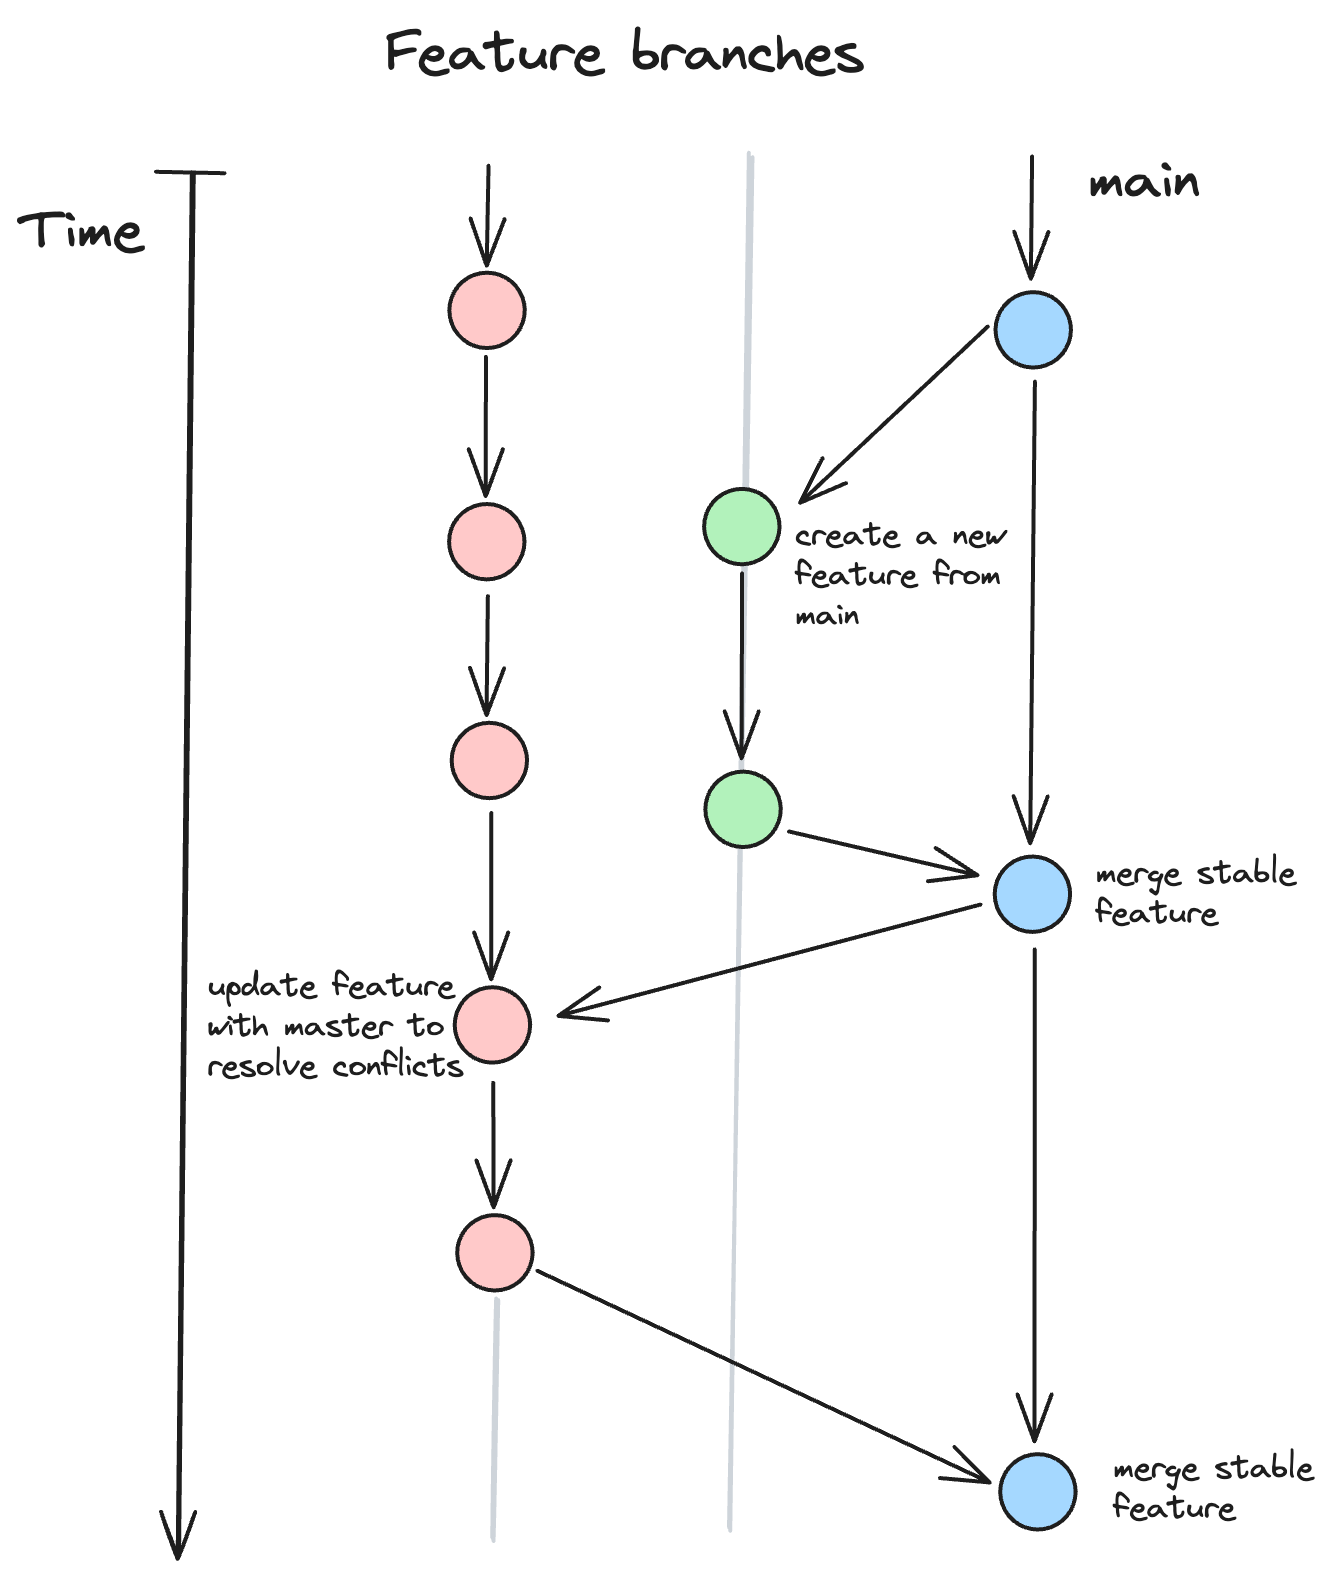 Feature branches
main
Time
create a new
feature from
main
merge stable
feature
update feature
with master to
resolve conflicts
merge stable
feature